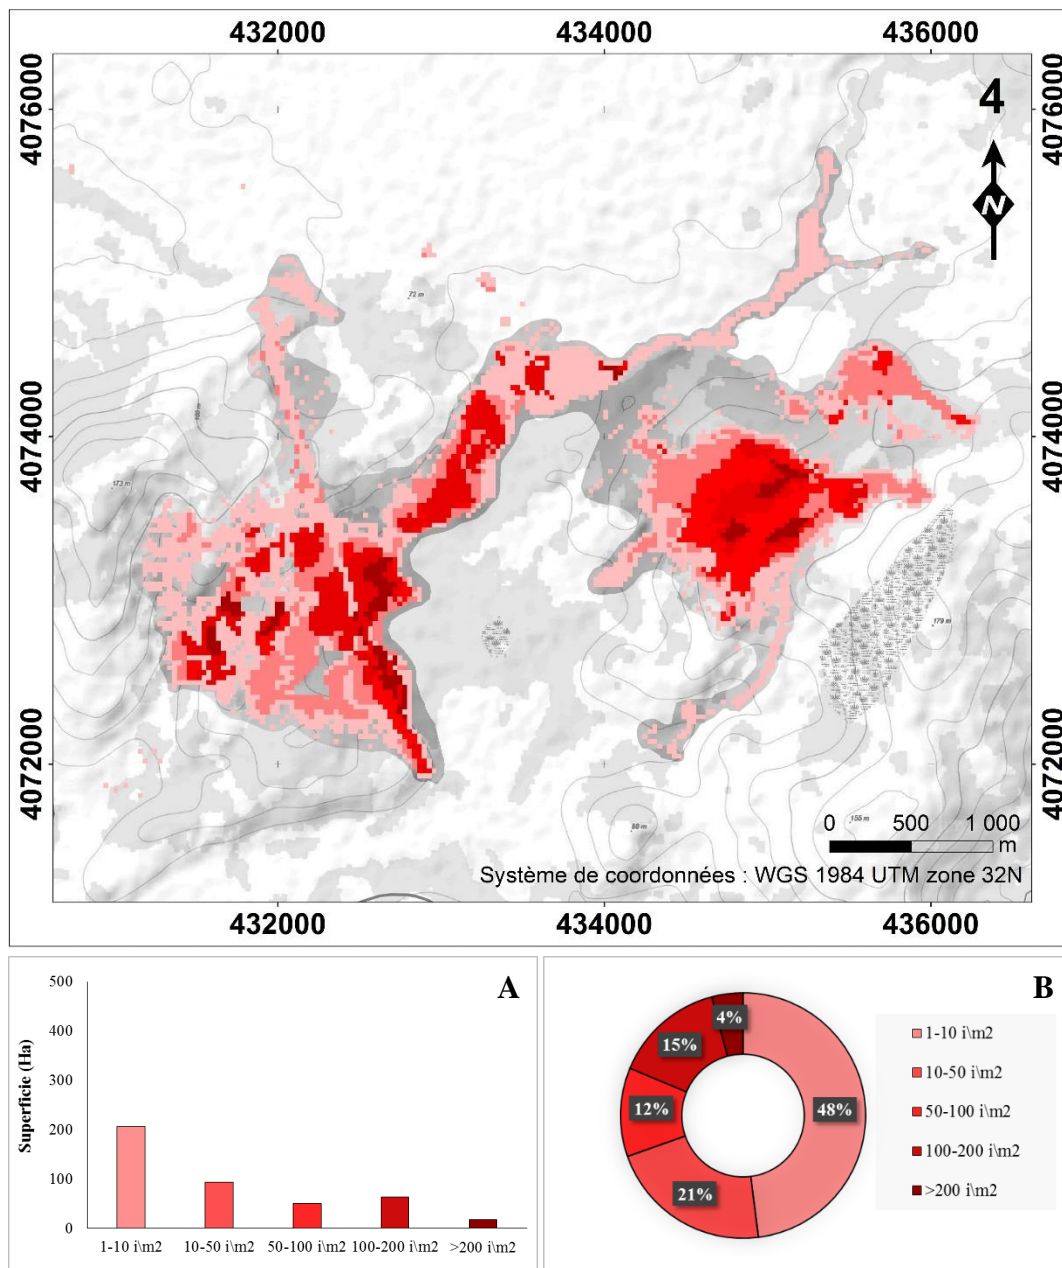 432000 434000 436000
4076000 4076000
4
N
72 m
4074000 4074000
173 m
179 m
4072000 4072000
0 500 1 000
m
155 m
Système de coordonnées : WGS 1984 UTM zone 32N
432000 434000 436000
A
Superficie (Ha)
500
400
300
200
100
0
1-10 i\m2 10-50 i\m2 50-100 i\m2 100-200 i\m2 >200 i\m2
B
4%
15%
12%
48%
21%
1-10 i\m2
10-50 i\m2
50-100 i\m2
100-200 i\m2
>200 i\m2